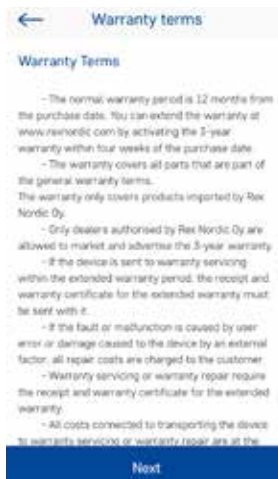 Warranty terms
Warranty Terms
- The normal warranty period is 12 months from
the purchase date. You can extend the warranty at
www.rexnordic.com by activating the 3-year
warranty within four weeks of the purchase date.
- The warranty covers all parts that are part of
the general warranty terms.
The warranty only covers products imported by Rex
Nordic Oy.
- Only dealers authorised by Rex Nordic Oy are
allowed to market and advertise the 3-year warranty.
- If the device is sent to warranty servicing
within the extended warranty period, the receipt and
warranty certificate for the extended warranty must
be sent with it.
- If the fault or malfunction is caused by user
error or damage caused to the device by an external
factor, all repair costs are charged to the customer.
- Warranty servicing or warranty repair require
the receipt and warranty certificate for the extended
warranty.
- All costs connected to transporting the device
to warranty servicing or warranty repair are at the
Next